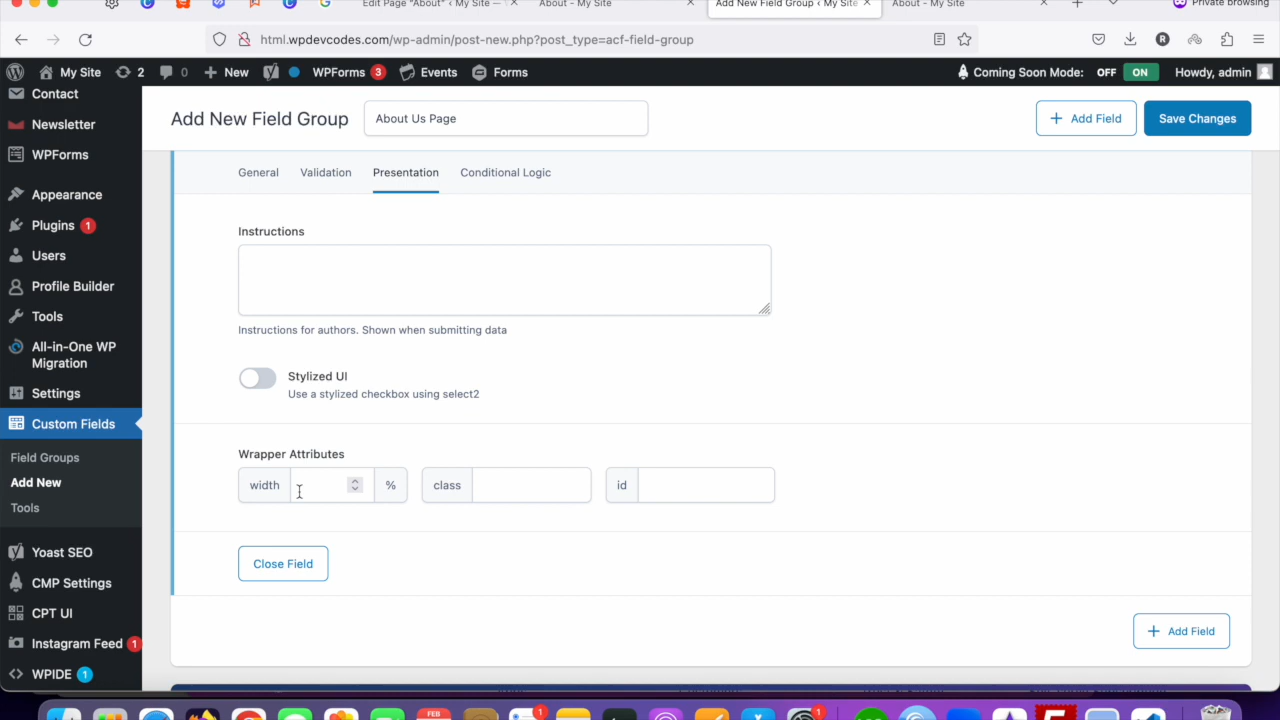 Edit Page "About" ‹ My Site —
About - My Site
Add New Field Group ‹ My Site
About - My Site
Private browsing
html.wpdevcodes.com/wp-admin/post-new.php?post_type=acf-field-group
My Site 2 0 New WPForms 3 Events Forms Coming Soon Mode: OFF ON Howdy, admin
Contact
Newsletter
WPForms
Appearance
Plugins 1
Users
Profile Builder
Tools
All-in-One WP
Migration
Settings
Custom Fields
Field Groups
Add New
Tools
Yoast SEO
CMP Settings
CPT UI
Instagram Feed 1
WPIDE 1
Add New Field Group About Us Page + Add Field Save Changes
General Validation Presentation Conditional Logic
Instructions
Instructions for authors. Shown when submitting data
Stylized UI
Use a stylized checkbox using select2
Wrapper Attributes
width % class id
Close Field
+ Add Field
FEB 1